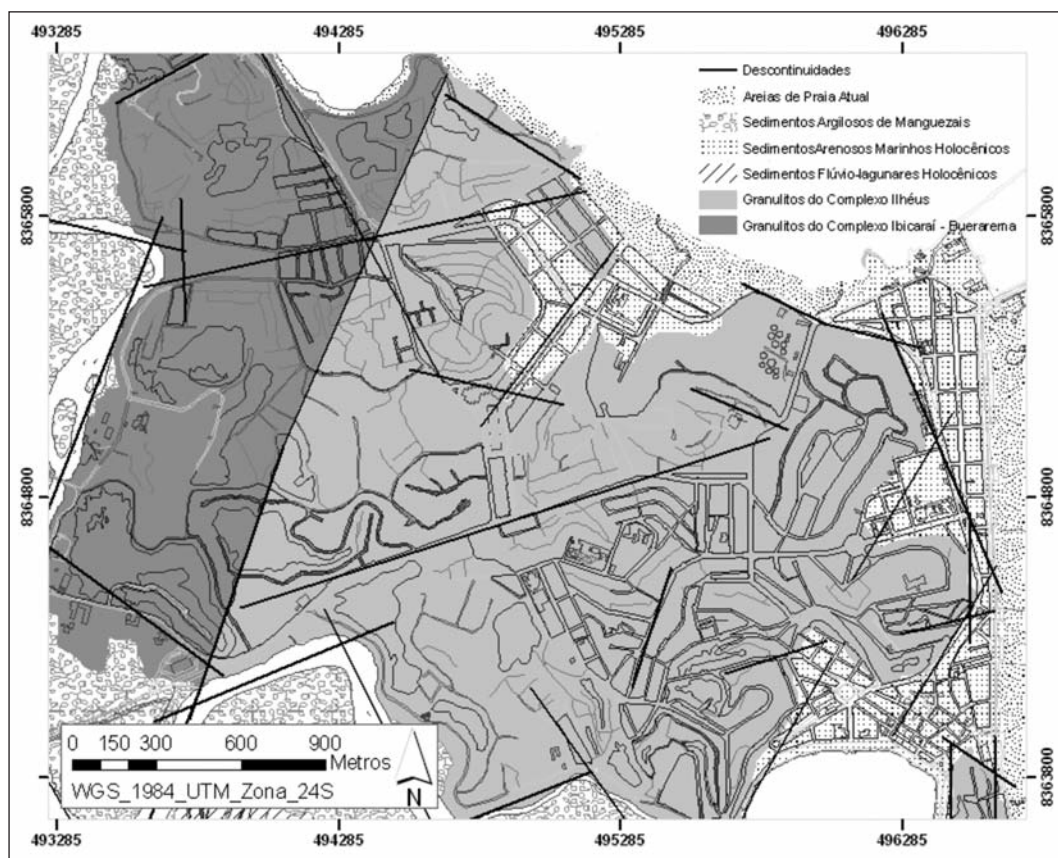 493285 494285 495285 496285
8365800
8364800
8365800
8364800
8363800
Descontinuidades
Areias de Praia Atual
Sedimentos Argilosos de Manguezais
SedimentosArenosos Marinhos Holocênicos
Sedimentos Flúvio-lagunares Holocênicos
Granulitos do Complexo Ilhéus
Granulitos do Complexo Ibicaraí - Buerarema
0 150 300 600 900
Metros
WGS_1984_UTM_Zona_24S
N
493285 494285 495285 496285